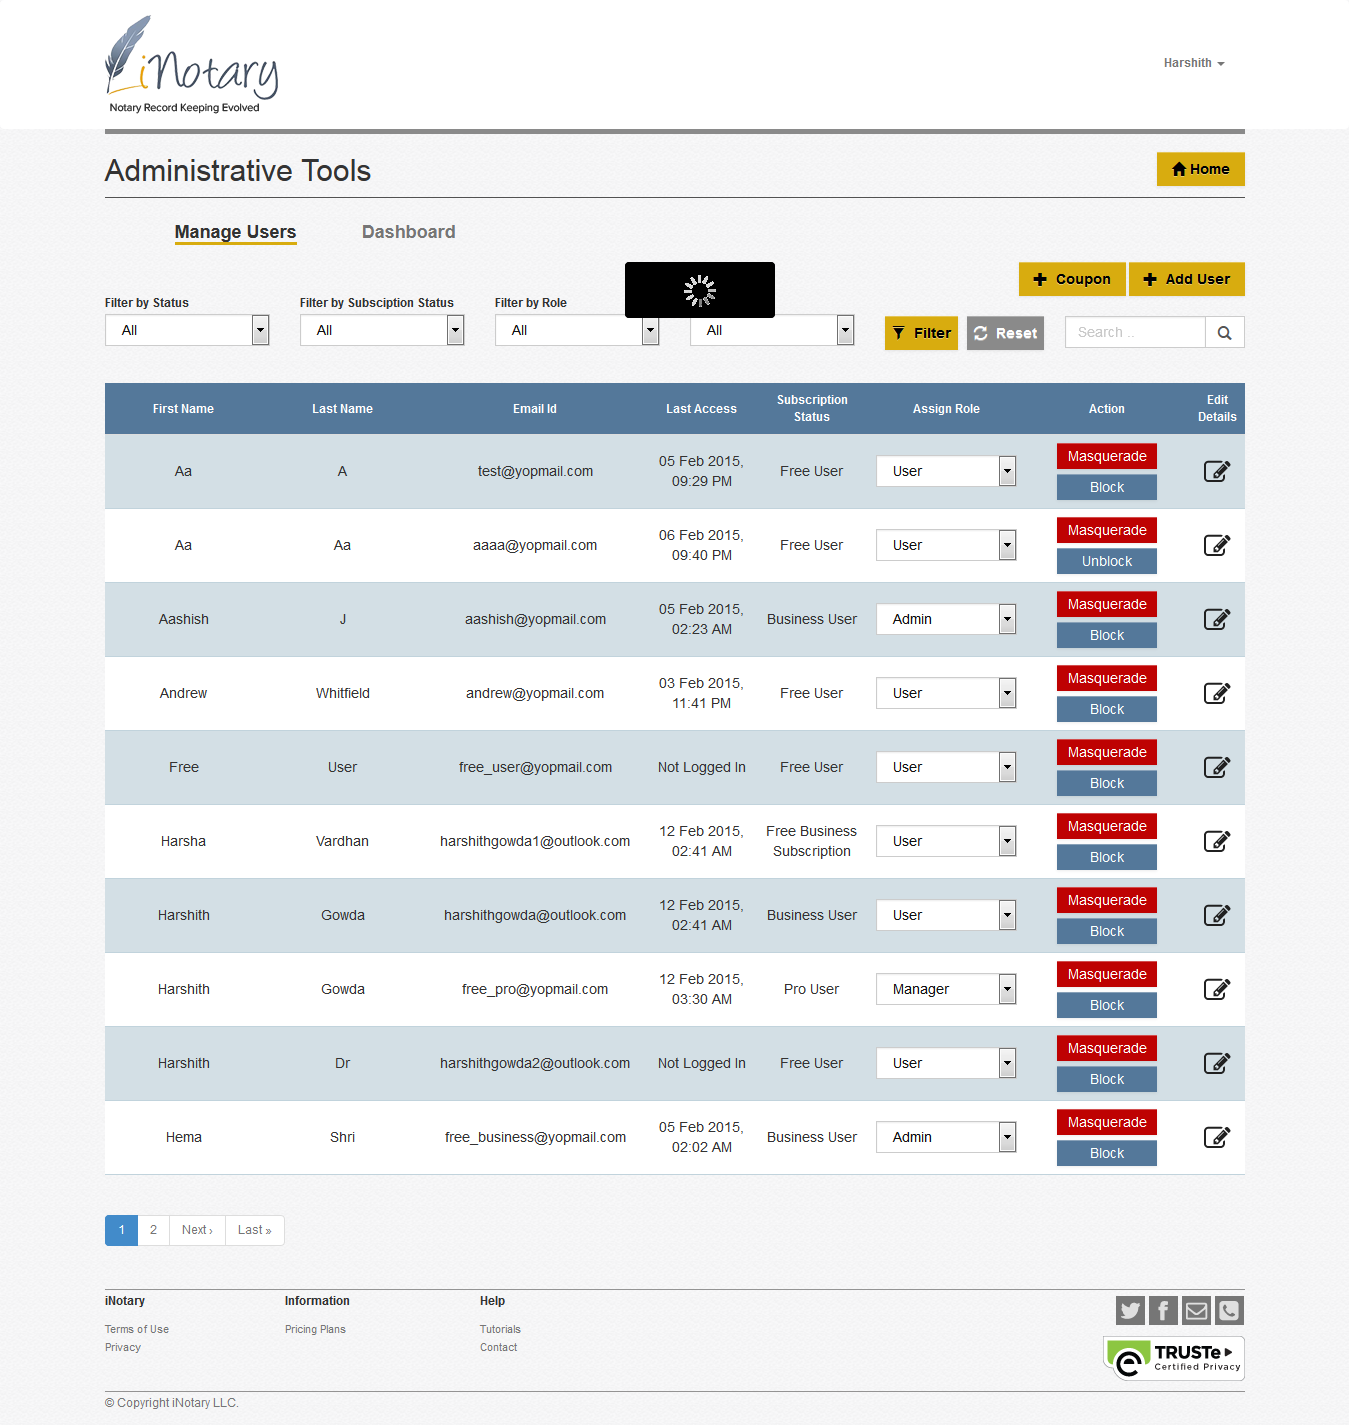 iNotary
Notary Record Keeping Evolved
Harshith
Administrative Tools
Home
Manage Users
Dashboard
Coupon
Add User
Filter by Status
Filter by Subsciption Status
Filter by Role
All
All
All
All
Filter
Reset
Search ..
First Name Last Name Email Id Last Access Subscription Status Assign Role Action Edit Details
Aa A test@yopmail.com 05 Feb 2015, 09:29 PM Free User User Masquerade Block
Aa Aa aaaa@yopmail.com 06 Feb 2015, 09:40 PM Free User User Masquerade Unblock
Aashish J aashish@yopmail.com 05 Feb 2015, 02:23 AM Business User Admin Masquerade Block
Andrew Whitfield andrew@yopmail.com 03 Feb 2015, 11:41 PM Free User User Masquerade Block
Free User free_user@yopmail.com Not Logged In Free User User Masquerade Block
Harsha Vardhan harshithgowda1@outlook.com 12 Feb 2015, 02:41 AM Free Business Subscription User Masquerade Block
Harshith Gowda harshithgowda@outlook.com 12 Feb 2015, 02:41 AM Business User User Masquerade Block
Harshith Gowda free_pro@yopmail.com 12 Feb 2015, 03:30 AM Pro User Manager Masquerade Block
Harshith Dr harshithgowda2@outlook.com Not Logged In Free User User Masquerade Block
Hema Shri free_business@yopmail.com 05 Feb 2015, 02:02 AM Business User Admin Masquerade Block
1 2 Next › Last »
iNotary
Terms of Use
Privacy
Information
Pricing Plans
Help
Tutorials
Contact
TRUSTe
Certified Privacy
© Copyright iNotary LLC.